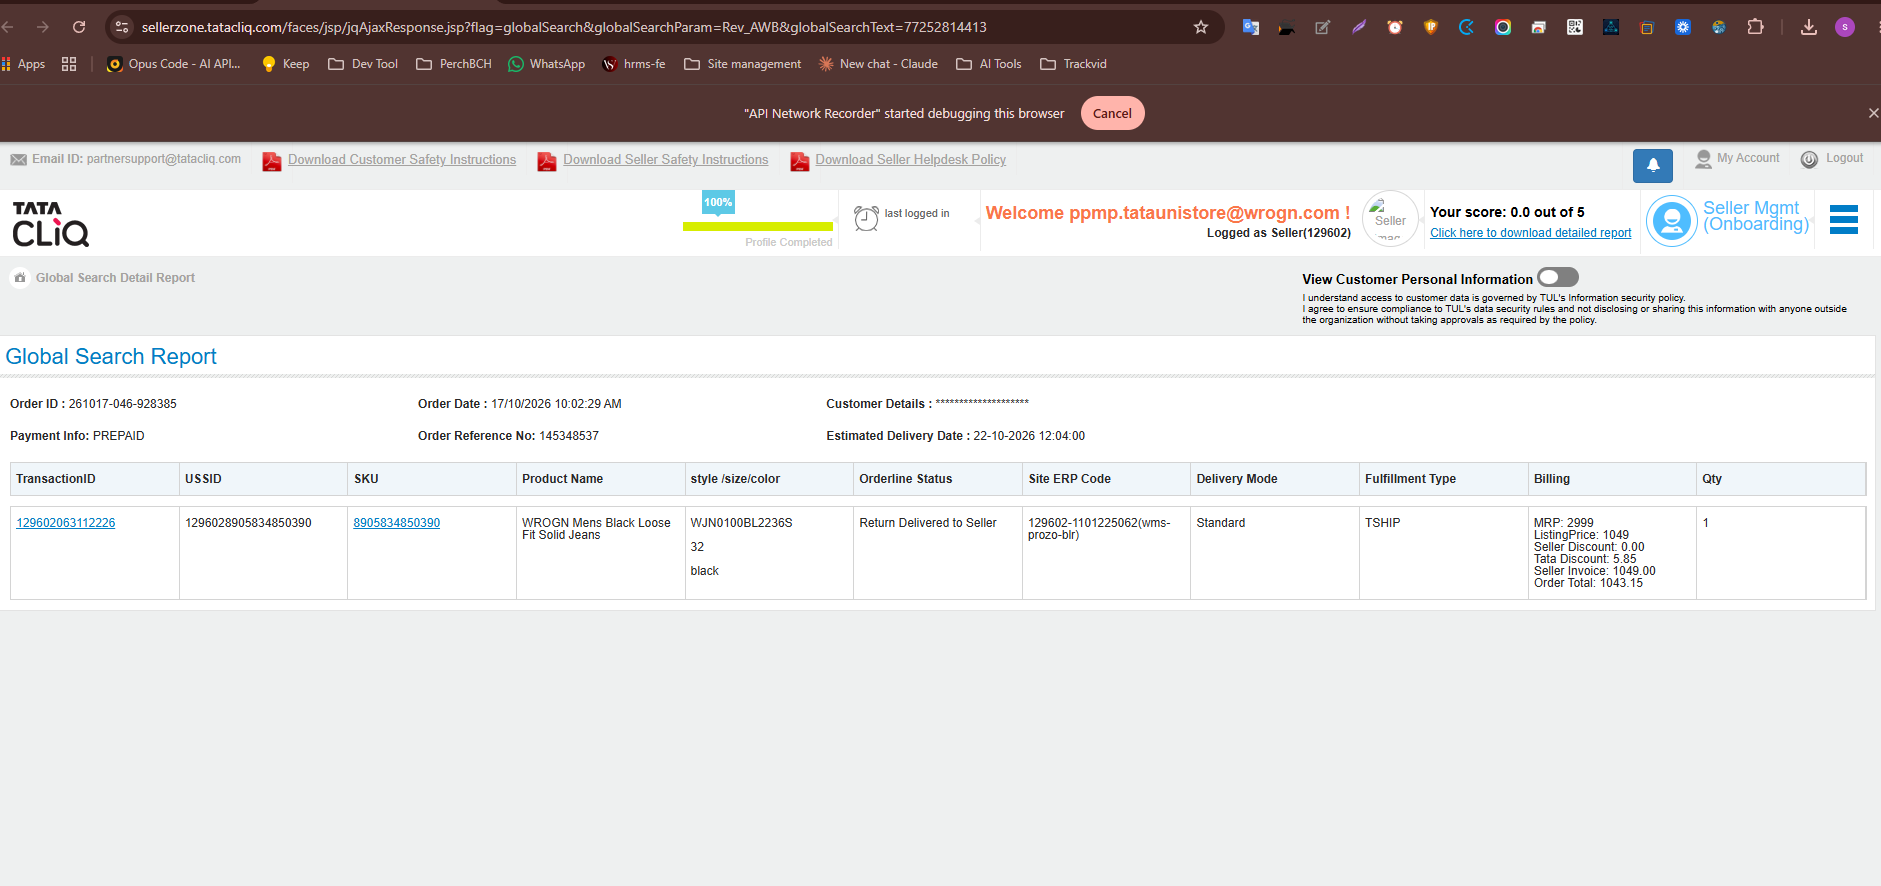 sellerzone.tatacliq.com/faces/jsp/jqAjaxResponse.jsp?flag=globalSearch&globalSearchParam=Rev_AWB&globalSearchText=77252814413
Apps
Opus Code - AI API...
Keep
Dev Tool
PerchBCH
WhatsApp
hrms-fe
Site management
New chat - Claude
AI Tools
Trackvid
"API Network Recorder" started debugging this browser
Cancel
Email ID: partnersupport@tatacliq.com
Download Customer Safety Instructions
Download Seller Safety Instructions
Download Seller Helpdesk Policy
My Account
Logout
TATA
CLiQ
100%
Profile Completed
last logged in
Welcome ppmp.tataunistore@wrogn.com !
Logged as Seller(129602)
Seller
Your score: 0.0 out of 5
Click here to download detailed report
Seller Mgmt
(Onboarding)
Global Search Detail Report
View Customer Personal Information
I understand access to customer data is governed by TUL's Information security policy.
I agree to ensure compliance to TUL's data security rules and not disclosing or sharing this information with anyone outside
the organization without taking approvals as required by the policy.
Global Search Report
Order ID : 261017-046-928385
Order Date : 17/10/2026 10:02:29 AM
Customer Details : ********************
Payment Info: PREPAID
Order Reference No: 145348537
Estimated Delivery Date : 22-10-2026 12:04:00
TransactionID
USSID
SKU
Product Name
style /size/color
Orderline Status
Site ERP Code
Delivery Mode
Fulfillment Type
Billing
Qty
129602063112226
1296028905834850390
8905834850390
WROGN Mens Black Loose
Fit Solid Jeans
WJN0100BL2236S
32
black
Return Delivered to Seller
129602-1101225062(wms-
prozo-blr)
Standard
TSHIP
MRP: 2999
ListingPrice: 1049
Seller Discount: 0.00
Tata Discount: 5.85
Seller Invoice: 1049.00
Order Total: 1043.15
1